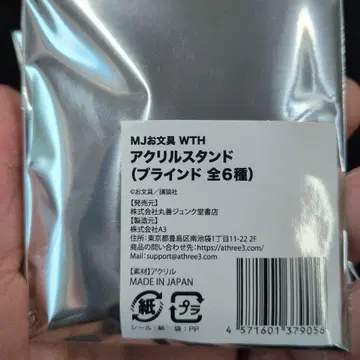 MJお文具 WTH
アクリルスタンド
(ブラインド 全6種)
©お文具/講談社
【発売元】
株式会社丸善ジュンク堂書店
【製造元】
株式会社A3
住所:東京都豊島区南池袋1丁目11-22 2F
商品の問い合わせ先:https://athree3.com/
Mail:support@athree3.com
【素材】アクリル
MADE IN JAPAN
紙 プラ
シール:紙 袋:PP
4 571601 379056